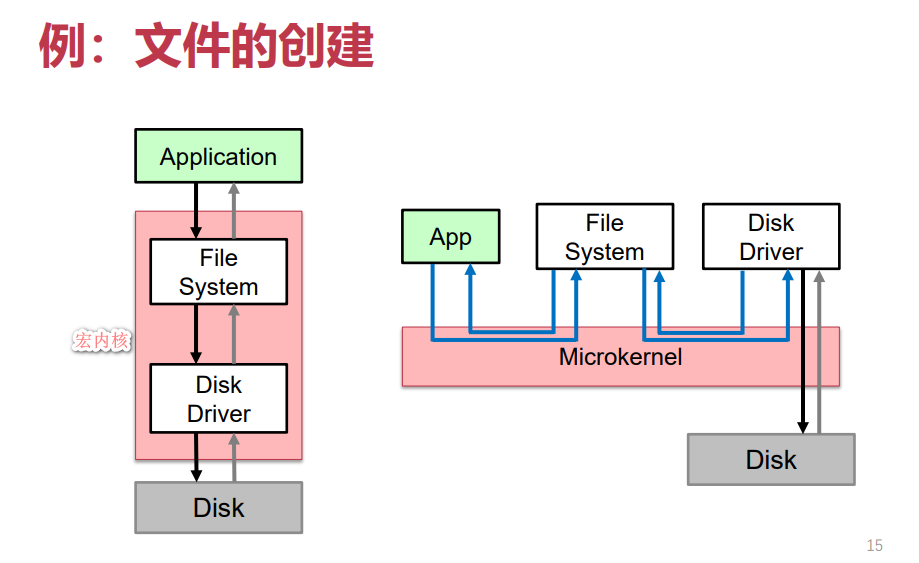 例：文件的创建
Application
File
System
宏内核
Disk
Driver
Disk
App
File
System
Disk
Driver
Microkernel
Disk
15